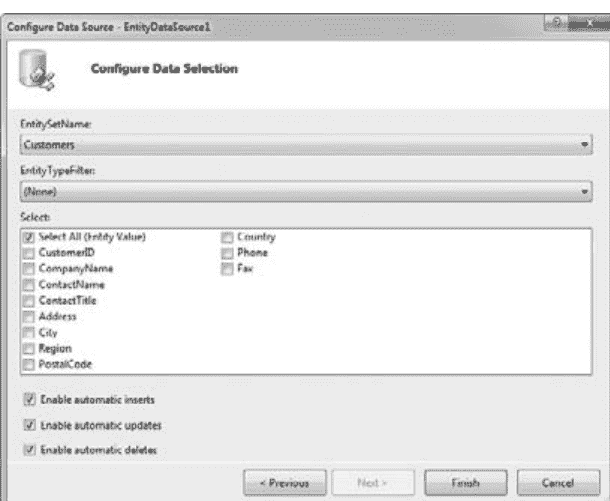 Configure Data Source - EntityDataSource1
Configure Data Selection
EntitySetName:
Customers
EntityTypeFilter:
(None)
Select:
Select All (Entity Value)
CustomerID
CompanyName
ContactName
ContactTitle
Address
City
Region
PostalCode
Country
Phone
Fax
Enable automatic inserts
Enable automatic updates
Enable automatic deletes
< Previous
Next >
Finish
Cancel